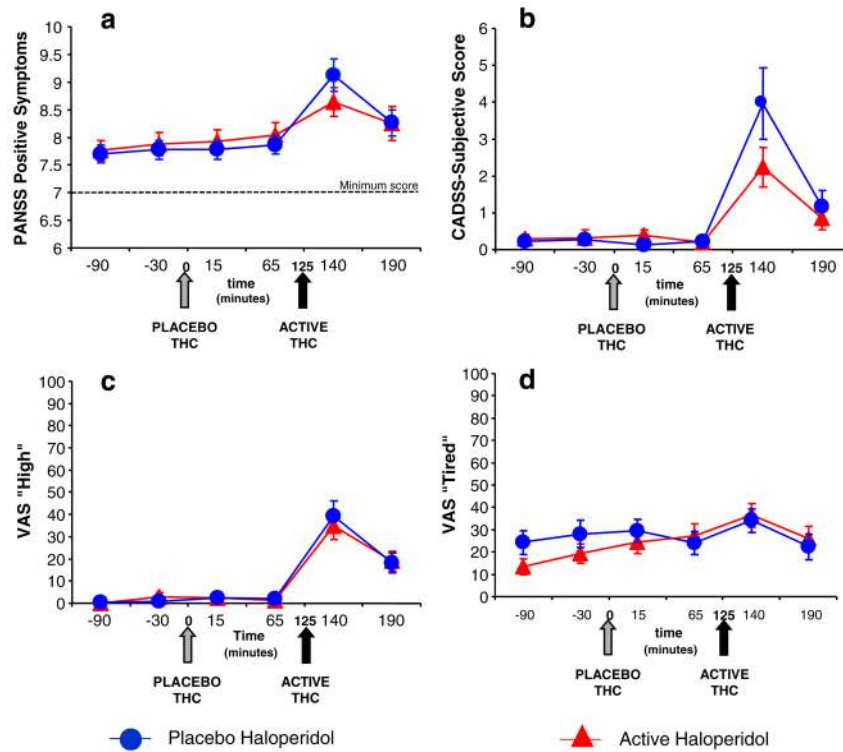 a
PANSS Positive Symptoms
10
9.5
9
8.5
8
7.5
7
6.5
6
Minimum score
-90 -30 0 15 65 125 140 190
time
(minutes)
PLACEBO
THC
ACTIVE
THC
b
CADSS-Subjective Score
6
5
4
3
2
1
0
-90 -30 0 15 65 125 140 190
time
(minutes)
PLACEBO
THC
ACTIVE
THC
c
VAS "High"
100
90
80
70
60
50
40
30
20
10
0
-90 -30 0 15 65 125 140 190
Time
(minutes)
PLACEBO
THC
ACTIVE
THC
d
VAS "Tired"
100
90
80
70
60
50
40
30
20
10
0
-90 -30 0 15 65 125 140 190
time
(minutes)
PLACEBO
THC
ACTIVE
THC
Placebo Haloperidol
Active Haloperidol